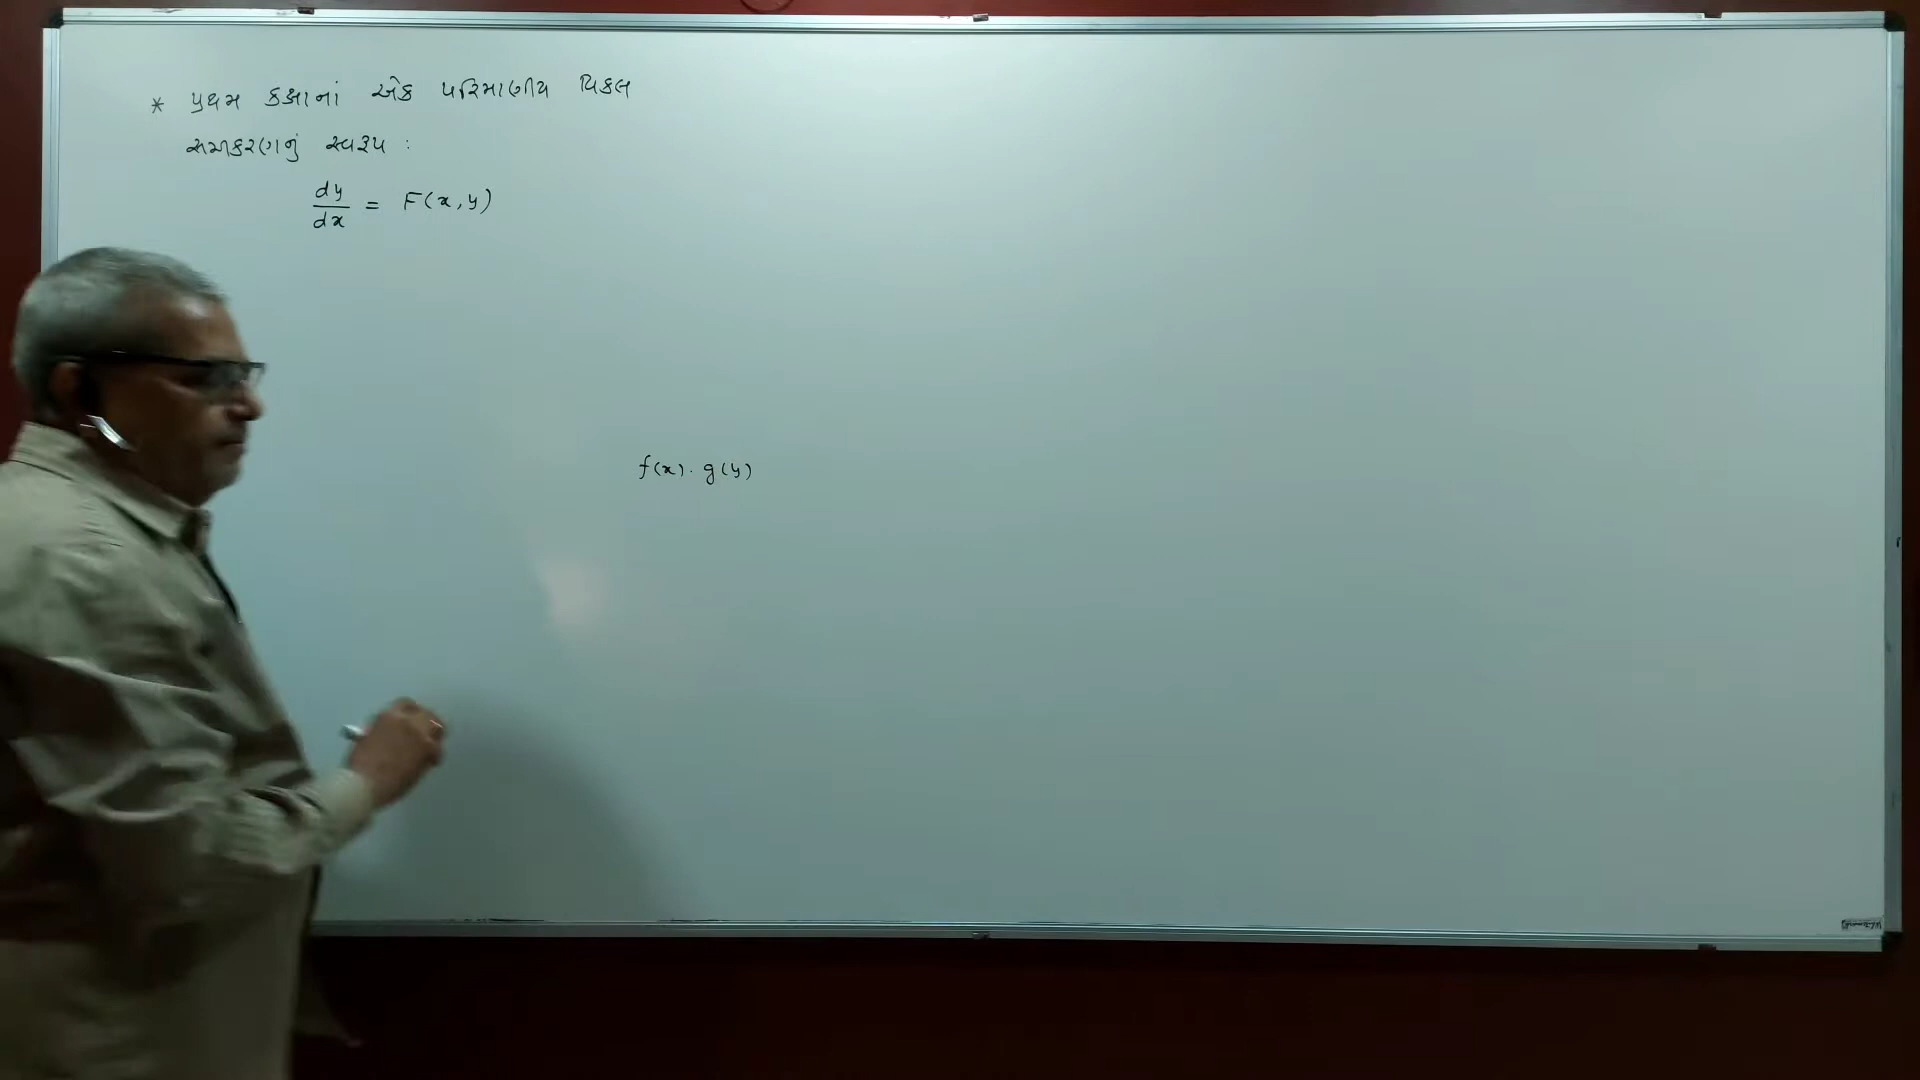 * પ્રથમ કક્ષાનાં એક પરિમાણીય વિકલ
સમીકરણનું સ્વરૂપ :
dy/dx = F(x, y)
f(x) . g(y)